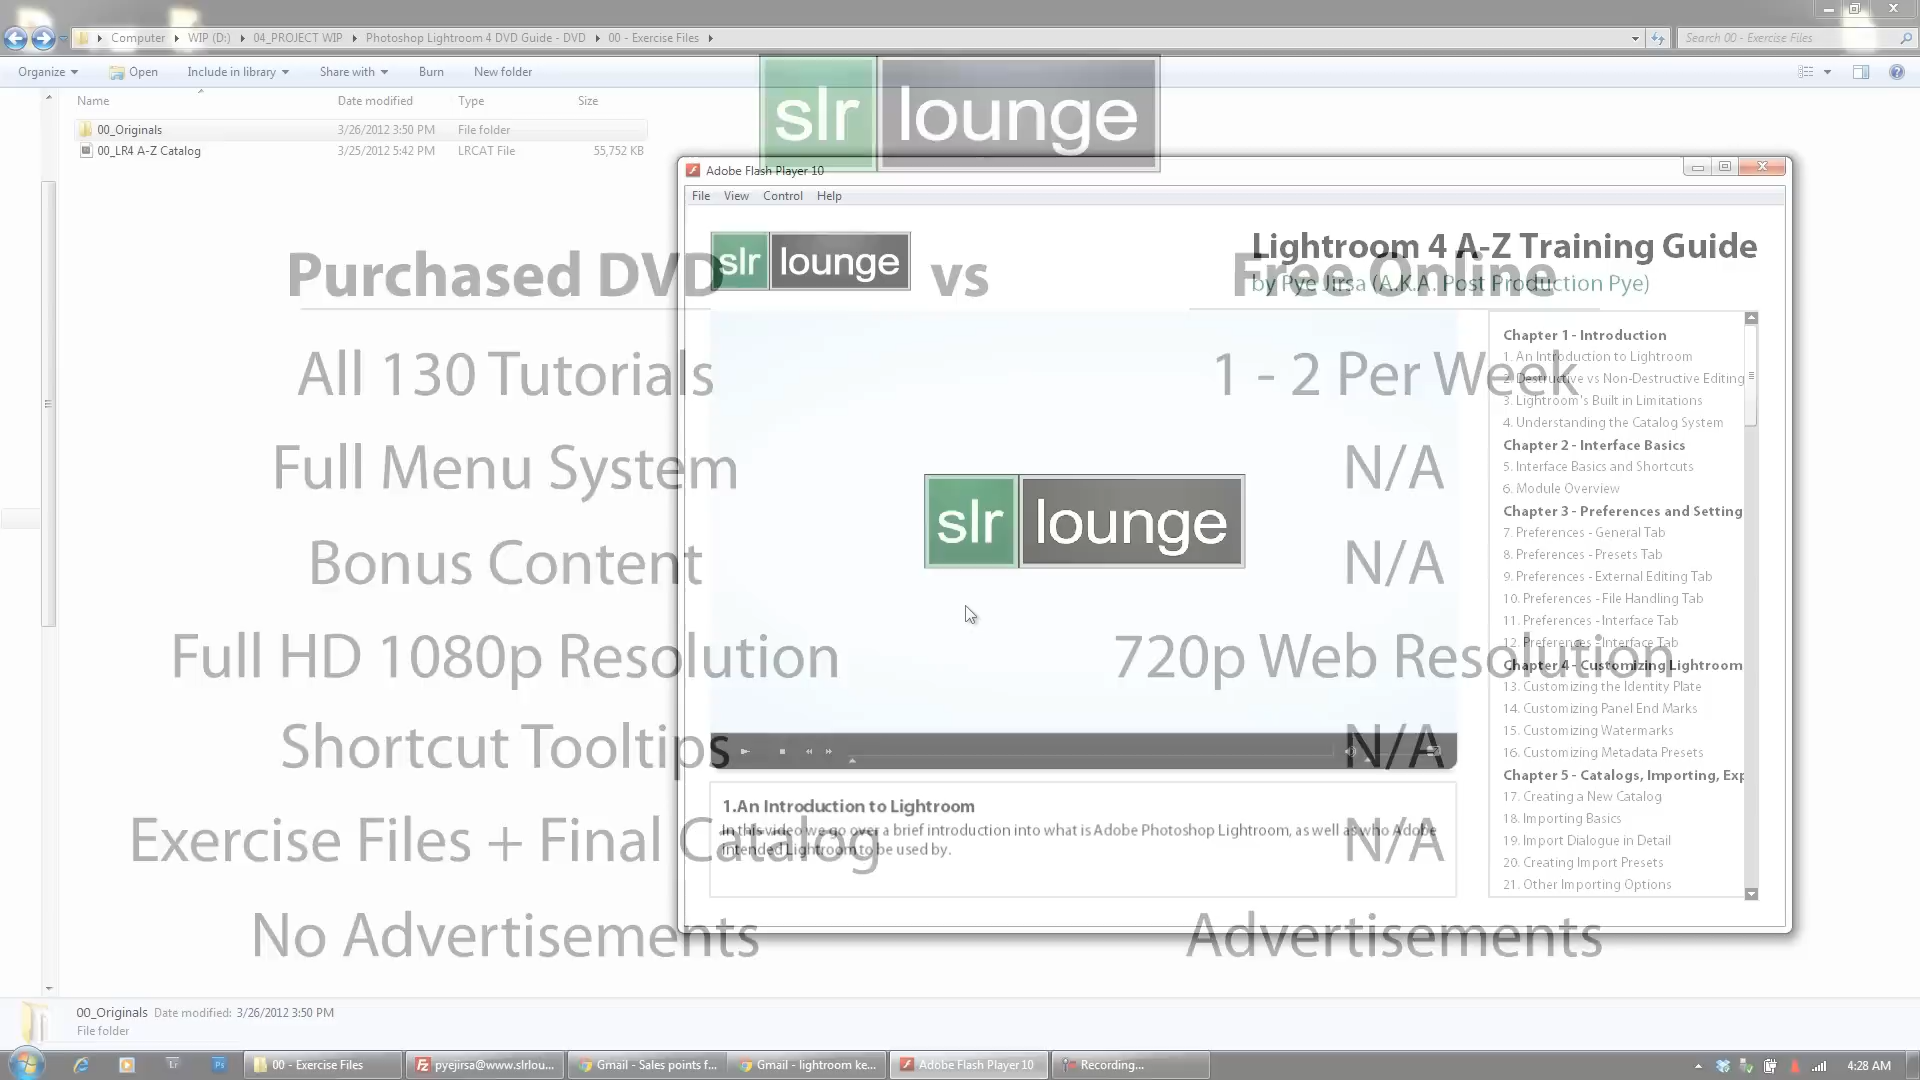 Computer WIP (D:) 04_PROJECT WIP Photoshop Lightroom 4 DVD Guide - DVD 00 - Exercise Files
Search 00 - Exercise Files
Organize Open Include in library Share with Burn New folder
Name Date modified Type Size
00_Originals 3/26/2012 3:50 PM File folder
00_LR4 A-Z Catalog 3/25/2012 5:42 PM LRCAT File 55,752 KB
slr lounge
Adobe Flash Player 10
File View Control Help
slr lounge
Lightroom 4 A-Z Training Guide
by Pye Jirsa (A.K.A. Post Production Pye)
Purchased DVD vs Free Online
All 130 Tutorials 1 - 2 Per Week
Full Menu System N/A
Bonus Content N/A
Full HD 1080p Resolution 720p Web Resolution
Shortcut Tooltips N/A
Exercise Files + Final Catalog N/A
No Advertisements Advertisements
slr lounge
Chapter 1 - Introduction
1. An Introduction to Lightroom
2. Destructive vs Non-Destructive Editing
3. Lightroom's Built in Limitations
4. Understanding the Catalog System
Chapter 2 - Interface Basics
5. Interface Basics and Shortcuts
6. Module Overview
Chapter 3 - Preferences and Setting
7. Preferences - General Tab
8. Preferences - Presets Tab
9. Preferences - External Editing Tab
10. Preferences - File Handling Tab
11. Preferences - Interface Tab
12. Preferences - Interface Tab
Chapter 4 - Customizing Lightroom
13. Customizing the Identity Plate
14. Customizing Panel End Marks
15. Customizing Watermarks
16. Customizing Metadata Presets
Chapter 5 - Catalogs, Importing, Exp
17. Creating a New Catalog
18. Importing Basics
19. Import Dialogue in Detail
20. Creating Import Presets
21. Other Importing Options
1.An Introduction to Lightroom
In this video we go over a brief introduction into what is Adobe Photoshop Lightroom, as well as who Adobe
intended Lightroom to be used by.
00_Originals Date modified: 3/26/2012 3:50 PM
File folder
Lr Ps 00 - Exercise Files pyejirsa@www.slrlou... Gmail - Sales points f... Gmail - lightroom ke... Adobe Flash Player 10 Recording... 4:28 AM